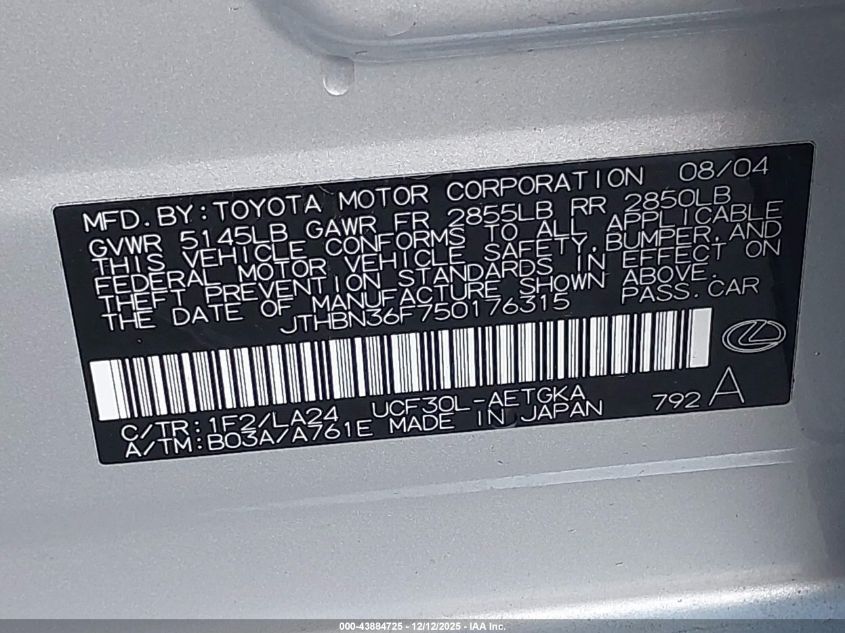 MFD. BY: TOYOTA MOTOR CORPORATION 08/04
GVWR 5145LB GAWR FR 2855LB RR 2850LB
THIS VEHICLE CONFORMS TO ALL APPLICABLE
FEDERAL MOTOR VEHICLE SAFETY, BUMPER, AND
THEFT PREVENTION STANDARDS IN EFFECT ON
THE DATE OF MANUFACTURE SHOWN ABOVE.
JTHBN36F750176315 PASS. CAR
C/TR: 1F2/LA24 UCF30L-AETGKA 792 A
A/TM: B03A/A761E MADE IN JAPAN
000-43884725 - 12/12/2025 - IAA Inc.